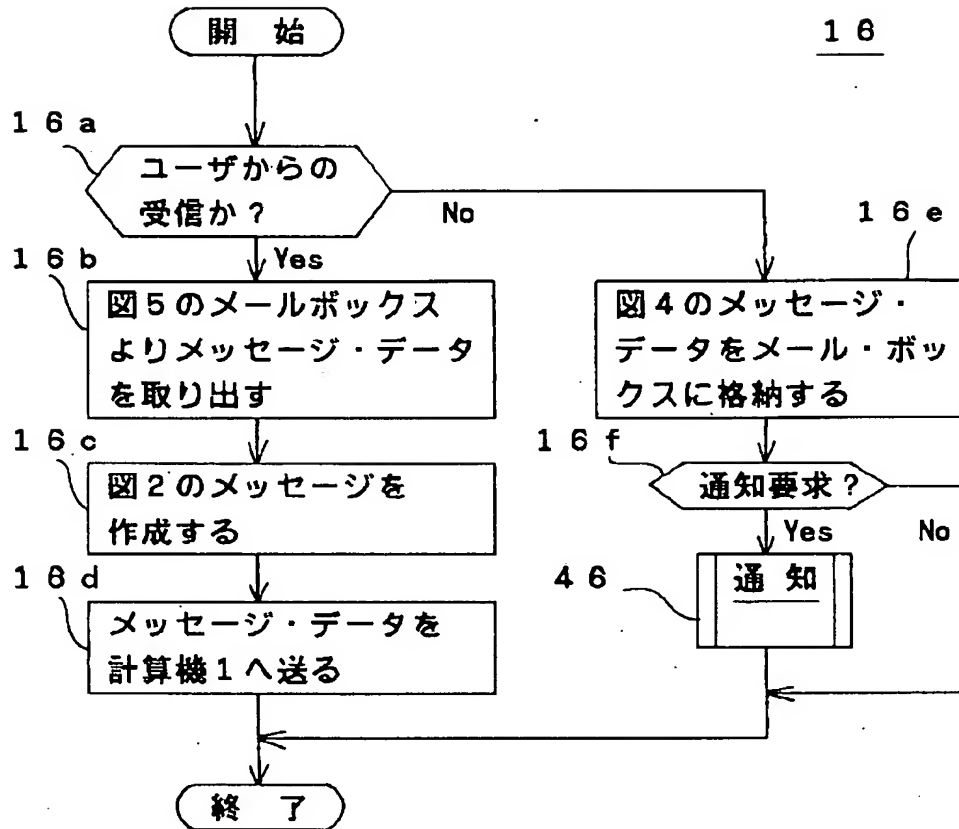 開 始
16
16a
ユーザからの
受信か？
No
Yes
16b
図5のメールボックス
よりメッセージ・データ
を取り出す
16c
図2のメッセージを
作成する
16d
メッセージ・データを
計算機1へ送る
16e
図4のメッセージ・
データをメール・ボッ
クスに格納する
16f
通知要求？
Yes
No
46
通 知
終 了